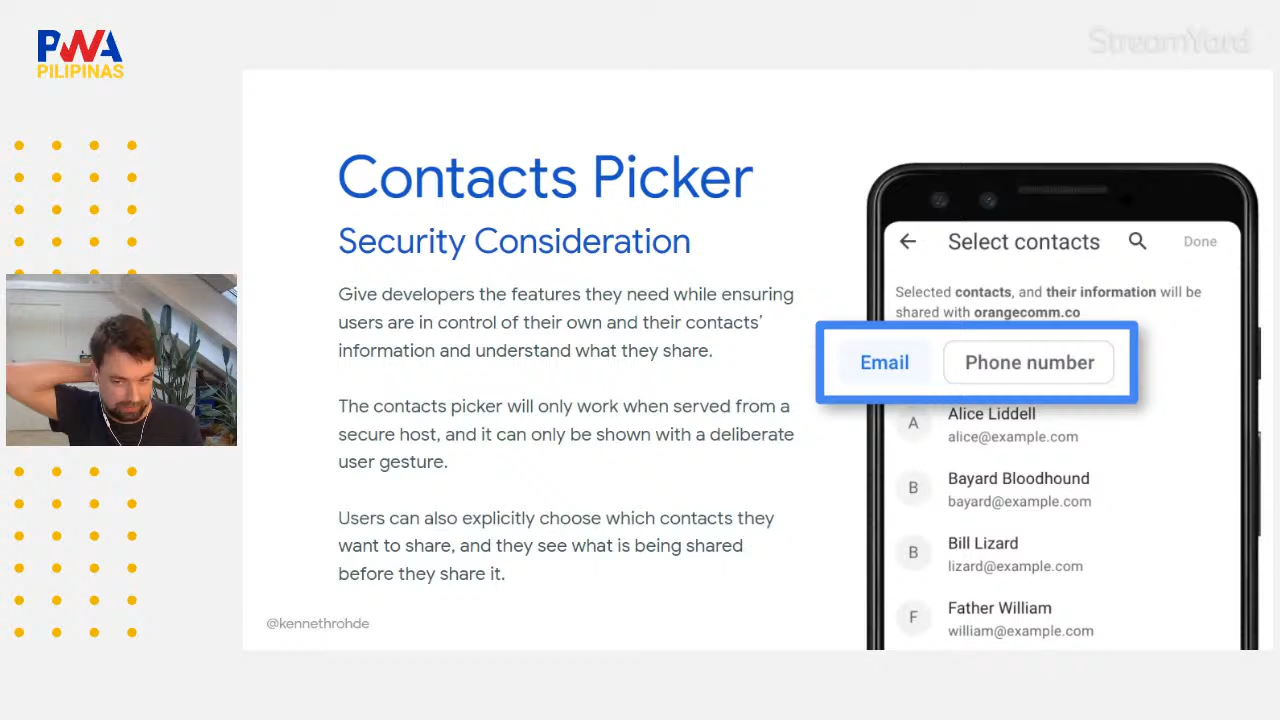 PWA
PILIPINAS
StreamYard
Contacts Picker
Security Consideration
Give developers the features they need while ensuring
users are in control of their own and their contacts’
information and understand what they share.
The contacts picker will only work when served from a
secure host, and it can only be shown with a deliberate
user gesture.
Users can also explicitly choose which contacts they
want to share, and they see what is being shared
before they share it.
@kennethrohde
Select contacts
Done
Selected contacts, and their information will be
shared with orangecomm.co
Email
Phone number
A
Alice Liddell
alice@example.com
B
Bayard Bloodhound
bayard@example.com
B
Bill Lizard
lizard@example.com
F
Father William
william@example.com